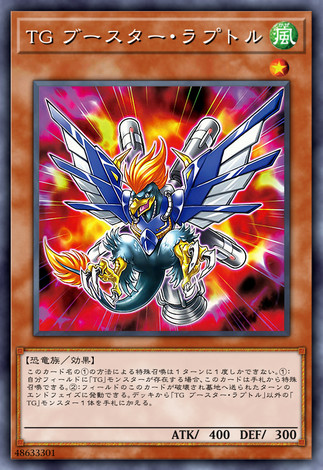 TG ブースター・ラプトル
風
【恐竜族/効果】
このカード名の①の方法による特殊召喚は1ターンに1度しかできない。①:
自分フィールドに「TG」モンスターが存在する場合、このカードは手札から特殊
召喚できる。②:フィールドのこのカードが破壊され墓地へ送られたターンの
エンドフェイズに発動できる。デッキから「TG ブースター・ラプトル」以外の「T
G」モンスター1体を手札に加える。
ATK/ 400 DEF/ 300
48633301